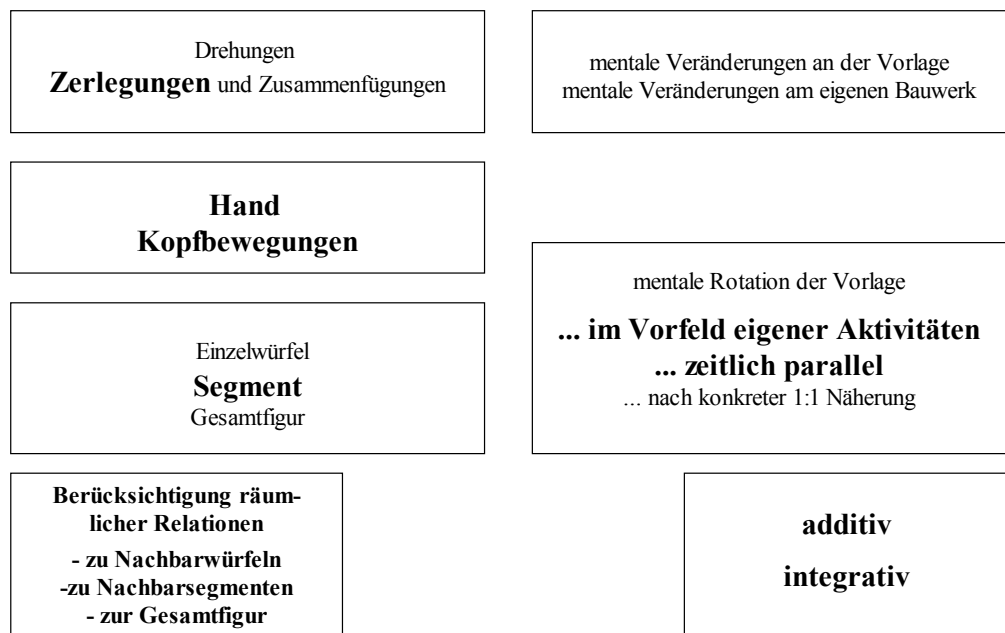 Drehungen
Zerlegungen und Zusammenfügungen
mentale Veränderungen an der Vorlage
mentale Veränderungen am eigenen Bauwerk
Hand
Kopfbewegungen
mentale Rotation der Vorlage
... im Vorfeld eigener Aktivitäten
... zeitlich parallel
... nach konkreter 1:1 Näherung
Einzelwürfel
Segment
Gesamtfigur
Berücksichtigung räum-
licher Relationen
- zu Nachbarwürfeln
-zu Nachbarsegmenten
- zur Gesamtfigur
additiv
integrativ